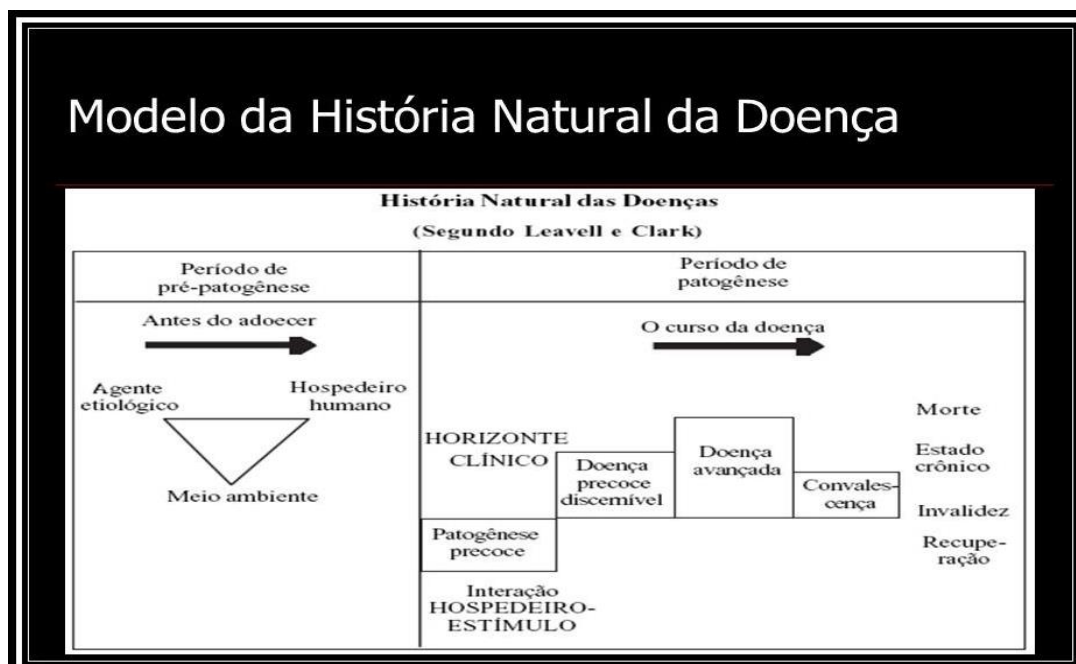 Modelo da História Natural da Doença
História Natural das Doenças
(Segundo Leavell e Clark)
Período de
pré-patogênese
Período de
patogênese
Antes do adoecer
O curso da doença
Agente
etiológico
Hospedeiro
humano
Meio ambiente
HORIZONTE
CLÍNICO
Patogênese
precoce
Interação
HOSPEDEIRO-
ESTÍMULO
Doença
precoce
discemível
Doença
avançada
Convales-
cença
Morte
Estado
crônico
Invalidez
Recupe-
ração